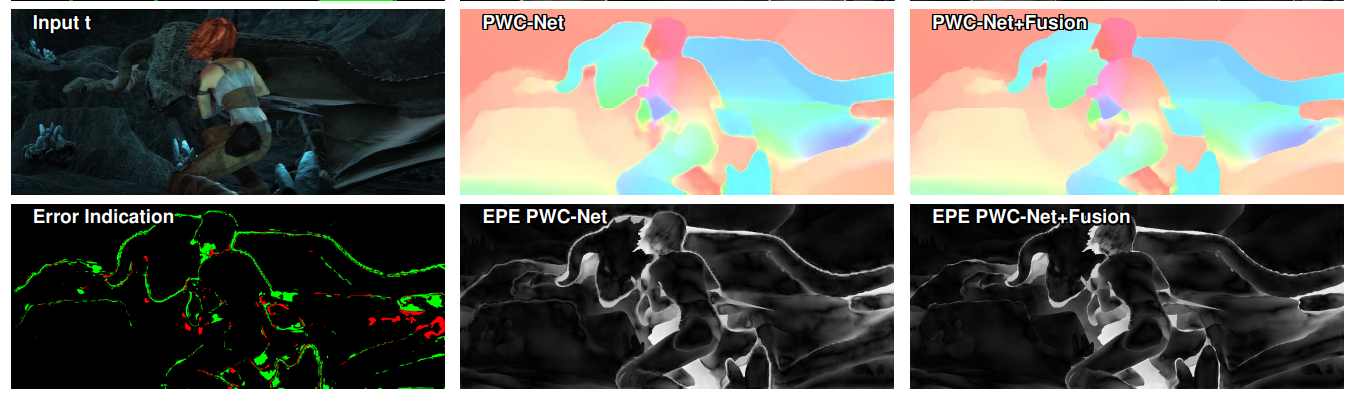 Input t
PWC-Net
PWC-Net+Fusion
Error Indication
EPE PWC-Net
EPE PWC-Net+Fusion